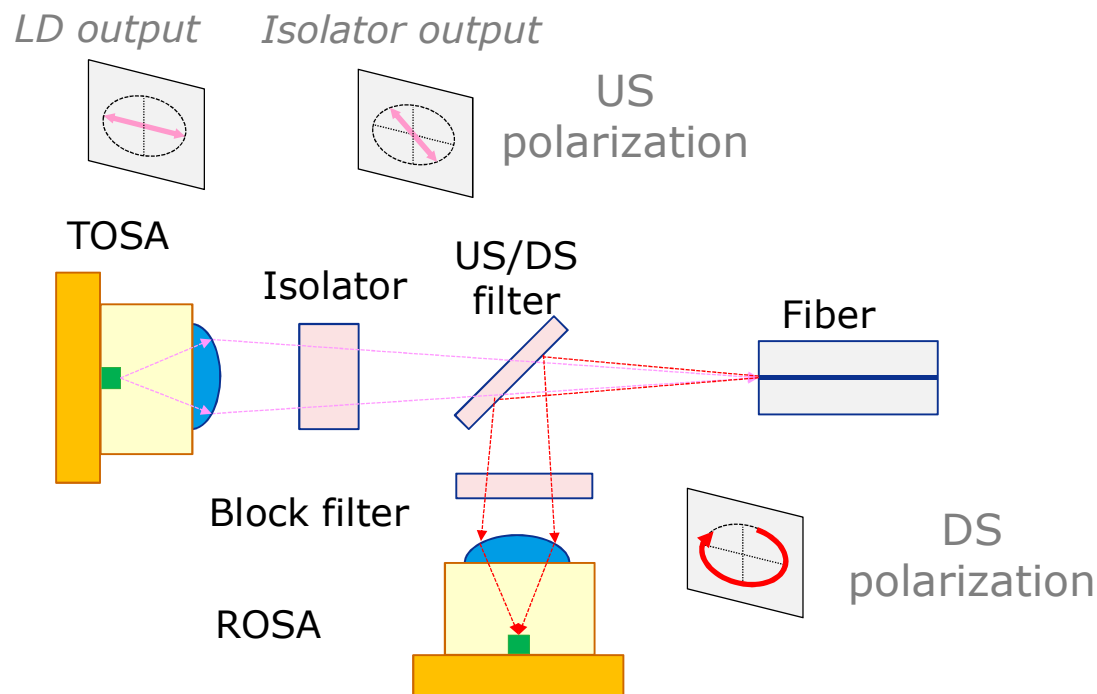 LD output
Isolator output
US
polarization
TOSA
Isolator
US/DS
filter
Fiber
Block filter
DS
polarization
ROSA